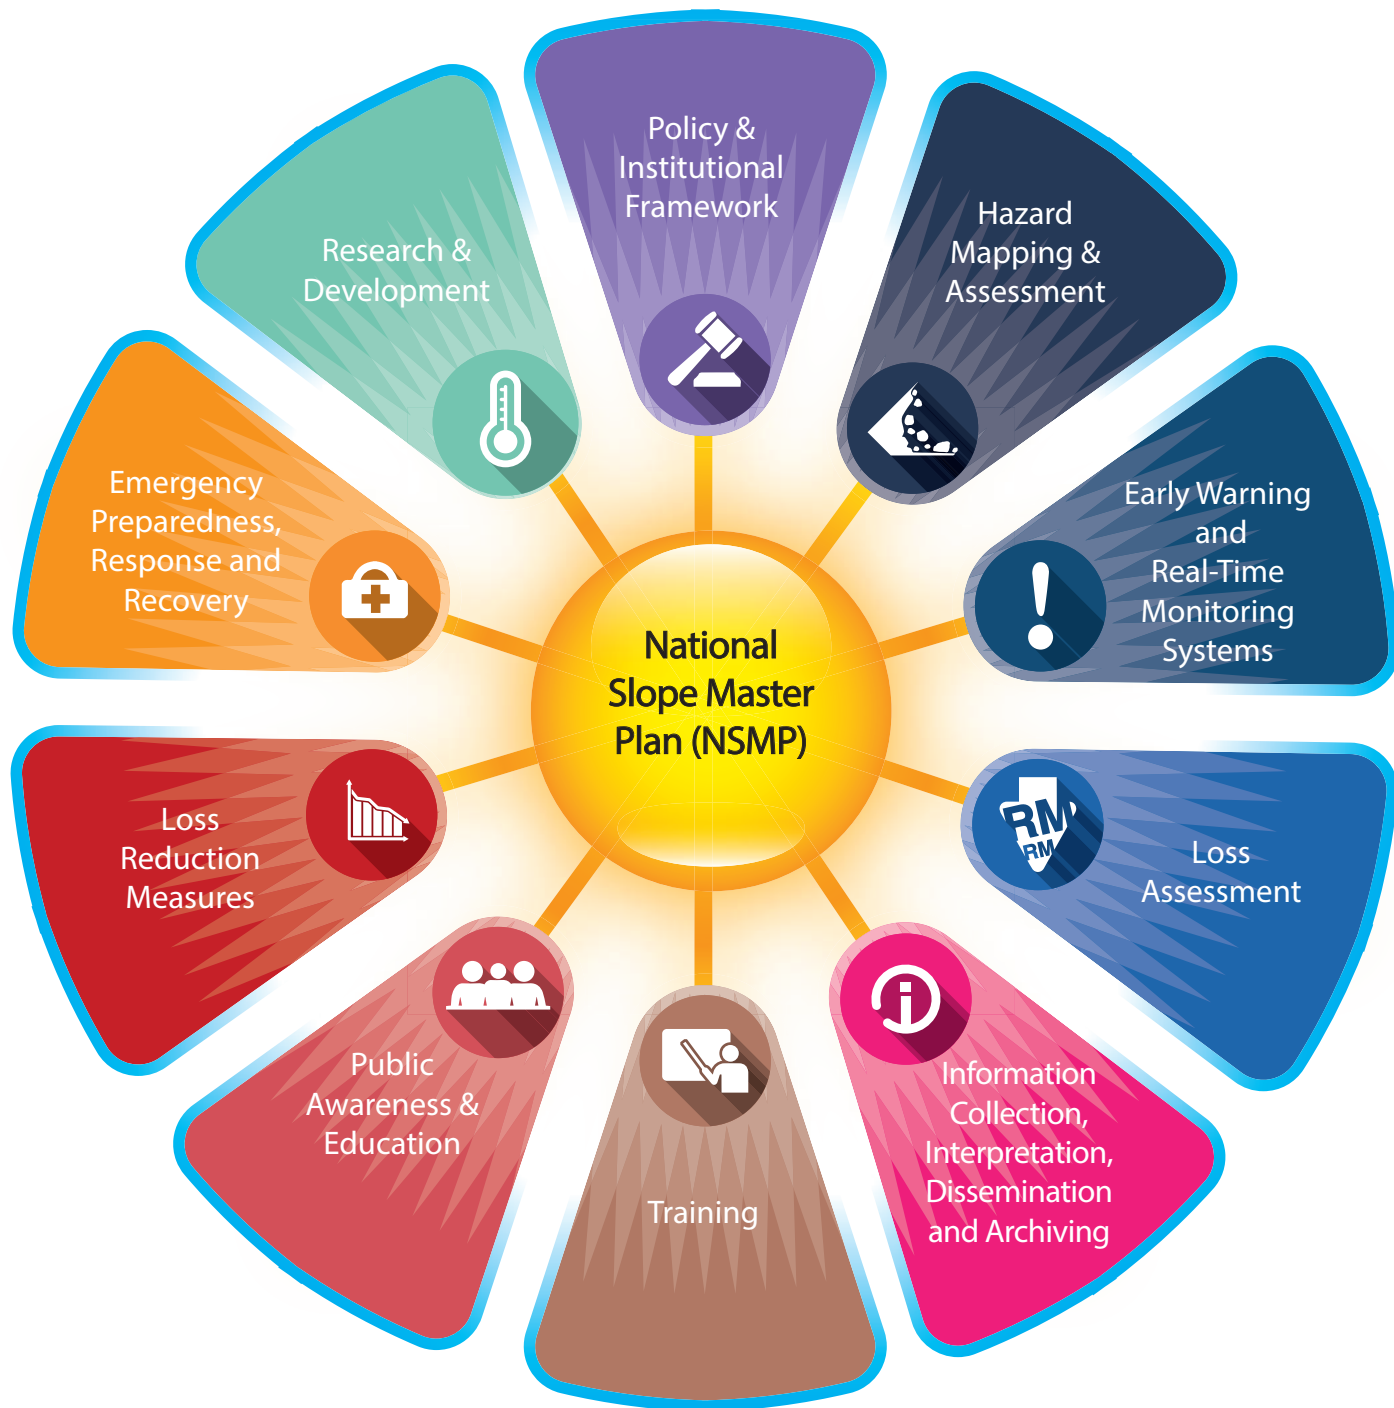 Policy &
Institutional
Framework
Hazard
Mapping &
Assessment
Early Warning
and
Real-Time
Monitoring
Systems
RM
RM
Loss
Assessment
Information
Collection,
Interpretation,
Dissemination
and Archiving
Training
Public
Awareness &
Education
Loss
Reduction
Measures
Emergency
Preparedness,
Response and
Recovery
Research &
Development
National
Slope Master
Plan (NSMP)